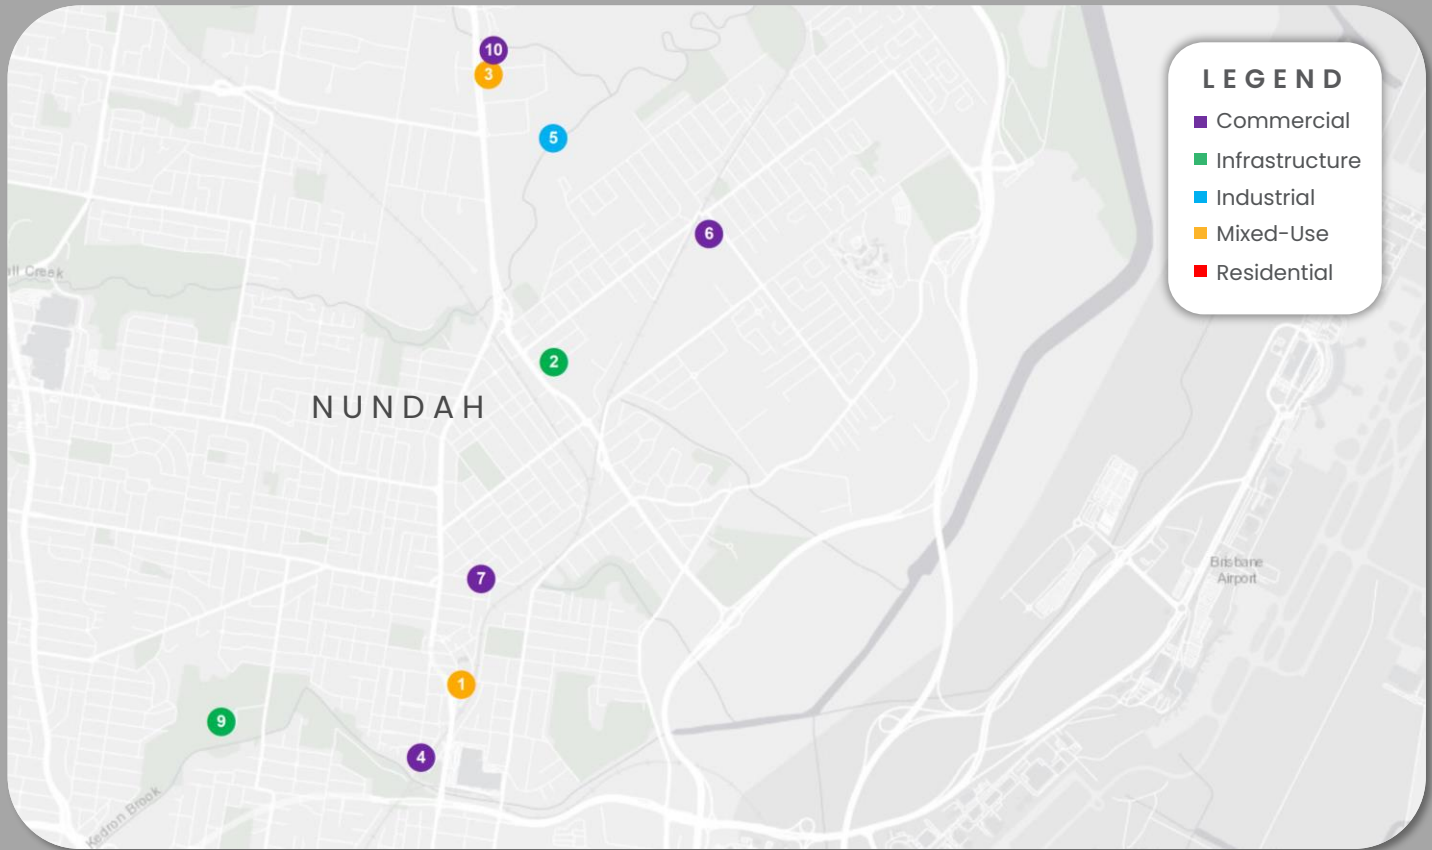 10
3
5
6
LEGEND
Commercial
Infrastructure
Industrial
Mixed-Use
Residential
2
NUNDAH
7
Brisbane
Airport
1
9
4
Kedron Brook
Creek